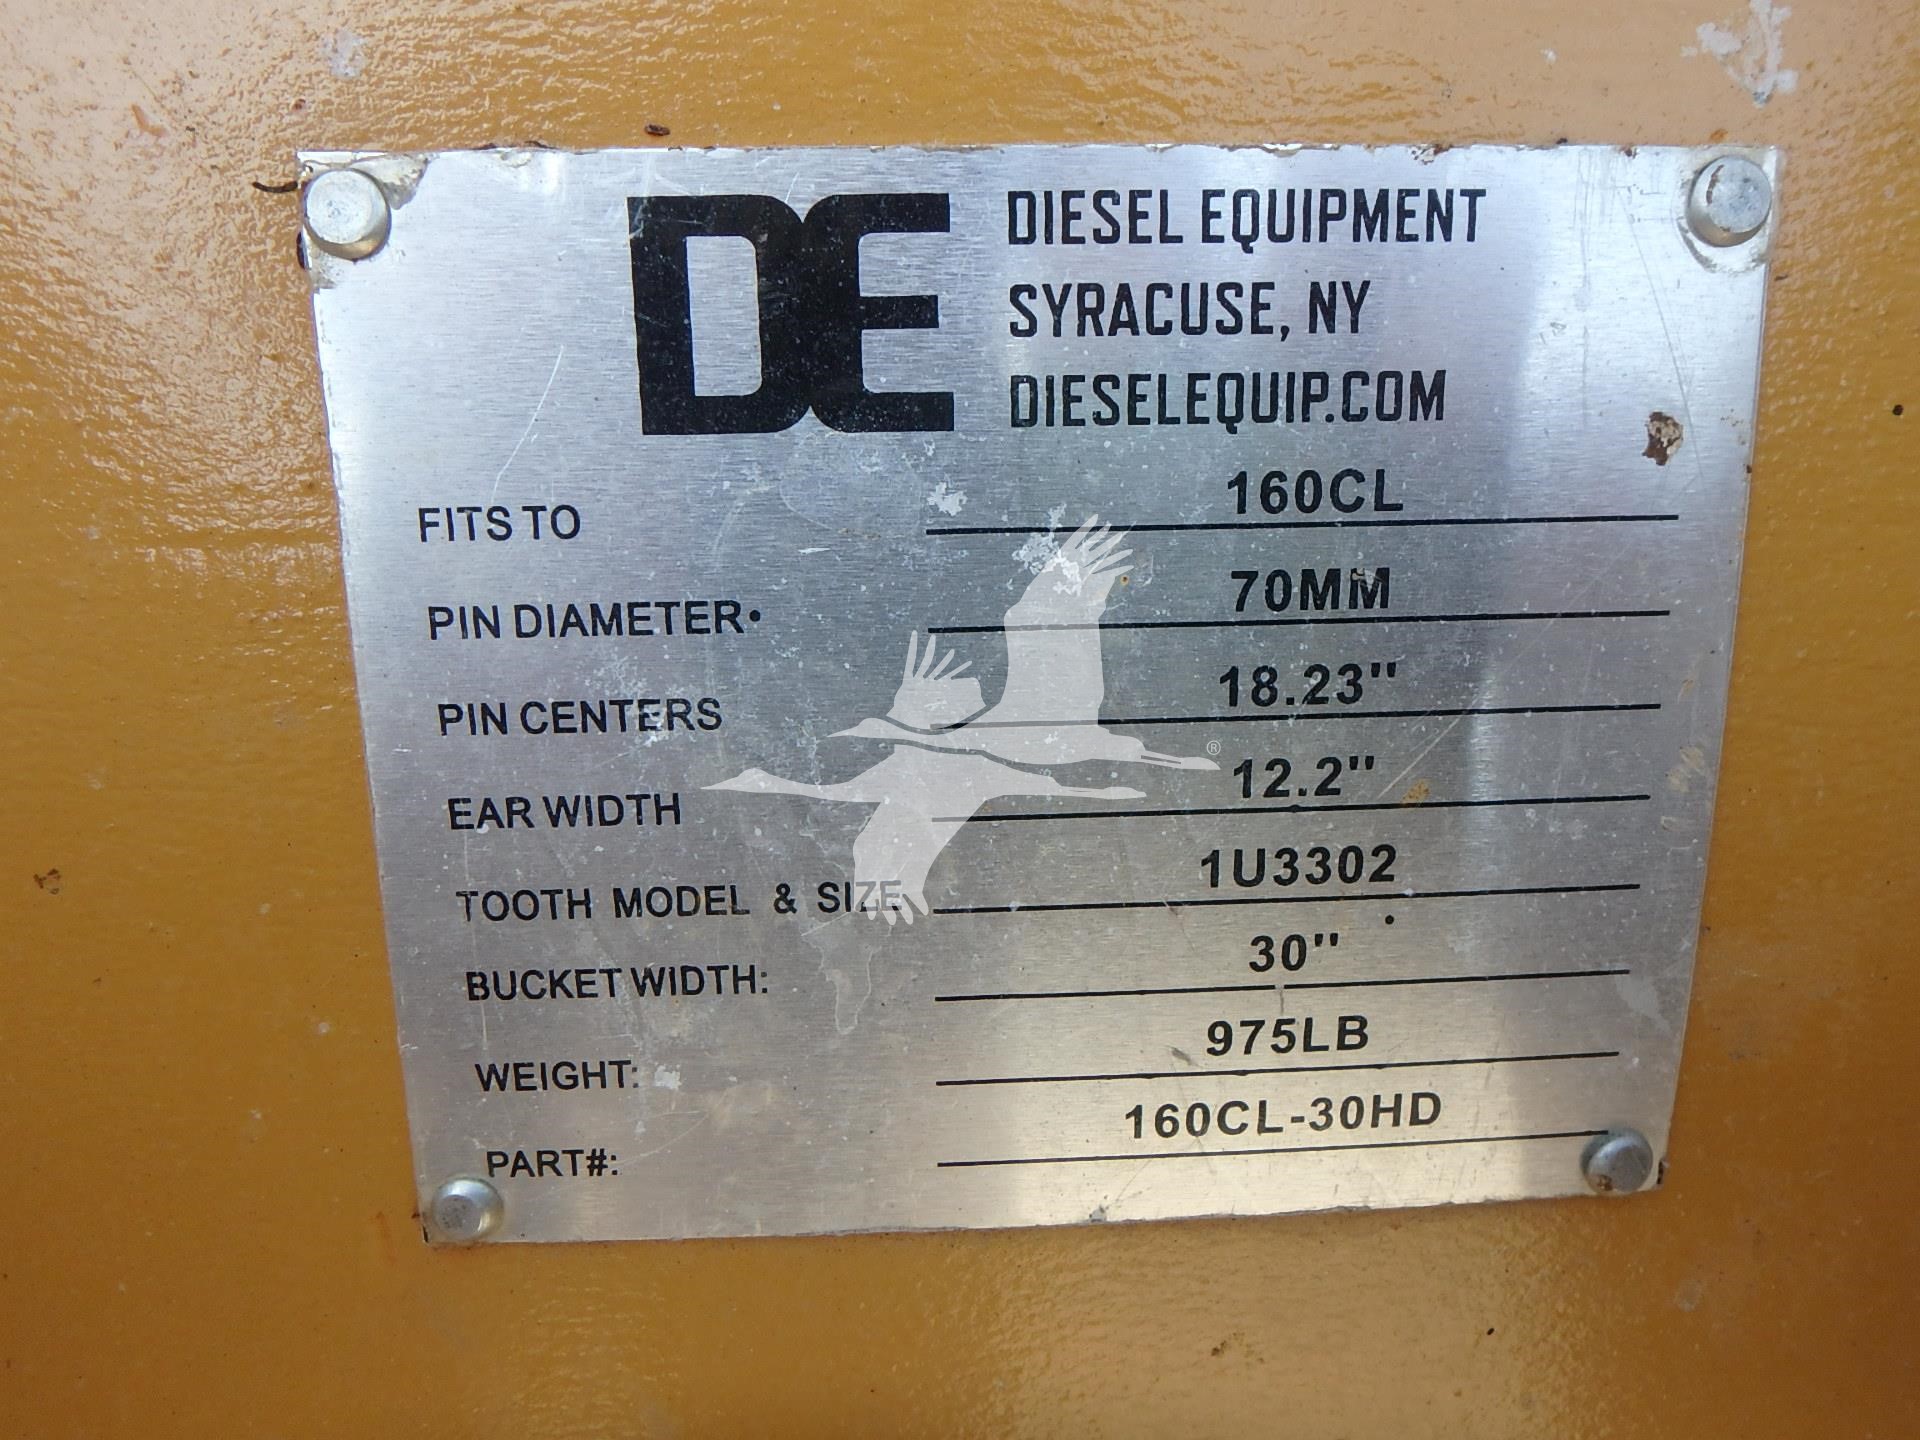 DE
DIESEL EQUIPMENT
SYRACUSE, NY
DIESELEQUIP.COM
FITS TO 160CL
PIN DIAMETER• 70MM
PIN CENTERS 18.23"
EAR WIDTH 12.2"
TOOTH MODEL & SIZE 1U3302
BUCKET WIDTH: 30"
WEIGHT: 975LB
PART#: 160CL-30HD
®